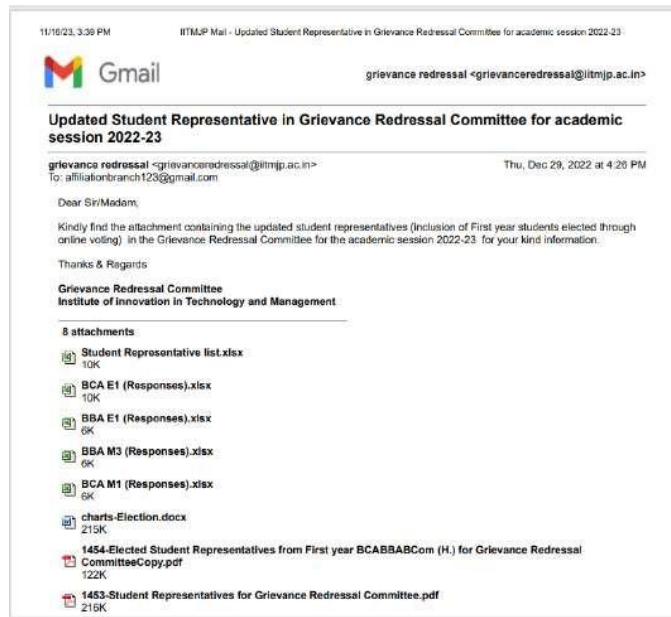 11/16/23, 3:39 PM IITMJP Mail - Updated Student Representative in Grievance Redressal Committee for academic session 2022-23
Gmail grievance redressal <grievanceredressal@iitmjp.ac.in>
Updated Student Representative in Grievance Redressal Committee for academic
session 2022-23
grievance redressal <grievanceredressal@iitmjp.ac.in> Thu, Dec 29, 2022 at 4:26 PM
To: affiliationbranch123@gmail.com
Dear Sir/Madam,
Kindly find the attachment containing the updated student representatives (inclusion of First year students elected through
online voting) in the Grievance Redressal Committee for the academic session 2022-23 for your kind information.
Thanks & Regards
Grievance Redressal Committee
Institute of innovation in Technology and Management
8 attachments
Student Representative list.xlsx
10K
BCA E1 (Responses).xlsx
10K
BBA E1 (Responses).xlsx
6K
BBA M3 (Responses).xlsx
6K
BCA M1 (Responses).xlsx
6K
charts-Election.docx
215K
1454-Elected Student Representatives from First year BCABBABCom (H.) for Grievance Redressal
CommitteeCopy.pdf
122K
1453-Student Representatives for Grievance Redressal Committee.pdf
216K